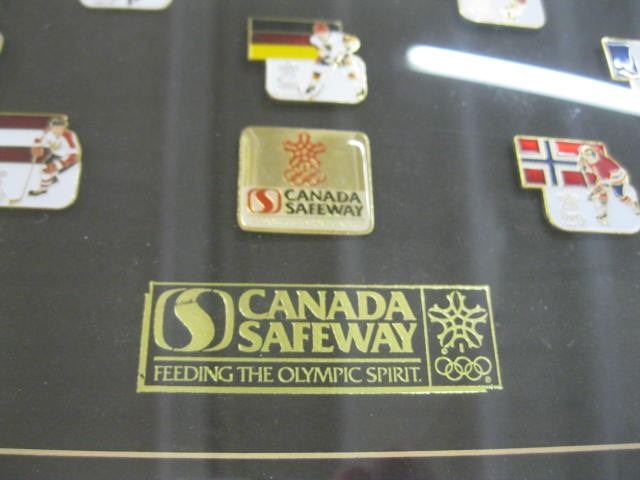 CANADA
SAFEWAY
CANADA
SAFEWAY
FEEDING THE OLYMPIC SPIRIT.